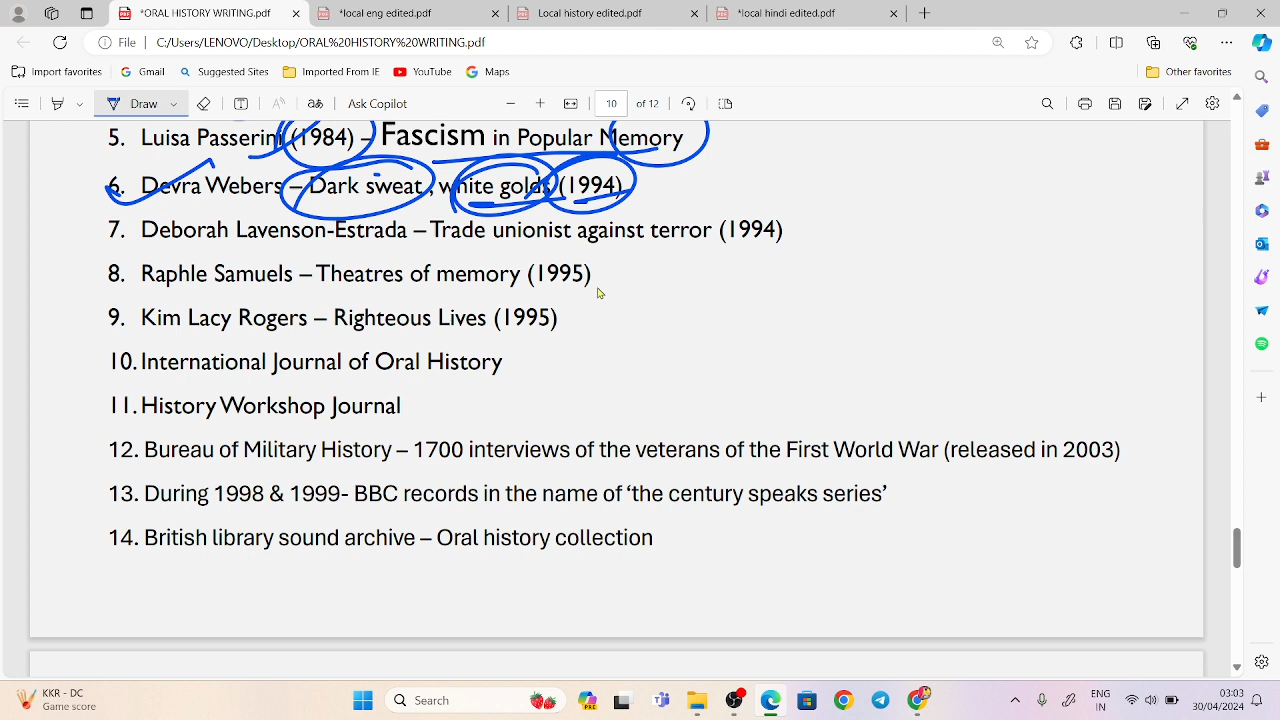 *ORAL HISTORY WRITING.pdf
*local eng edited.pdf
Local history edited.pdf
*local hindi edited
File
C:/Users/LENOVO/Desktop/ORAL%20HISTORY%20WRITING.pdf
Import favorites
Gmail
Suggested Sites
Imported From IE
YouTube
Maps
Other favorites
Draw
Ask Copilot
10 of 12
5. Luisa Passerini (1984) – Fascism in Popular Memory
6. Devra Webers – Dark sweat , white golds (1994)
7. Deborah Lavenson-Estrada – Trade unionist against terror (1994)
8. Raphle Samuels – Theatres of memory (1995)
9. Kim Lacy Rogers – Righteous Lives (1995)
10. International Journal of Oral History
11. History Workshop Journal
12. Bureau of Military History – 1700 interviews of the veterans of the First World War (released in 2003)
13. During 1998 & 1999- BBC records in the name of ‘the century speaks series’
14. British library sound archive – Oral history collection
KKR - DC
Game score
Search
ENG
IN
03:09
30/04/2024